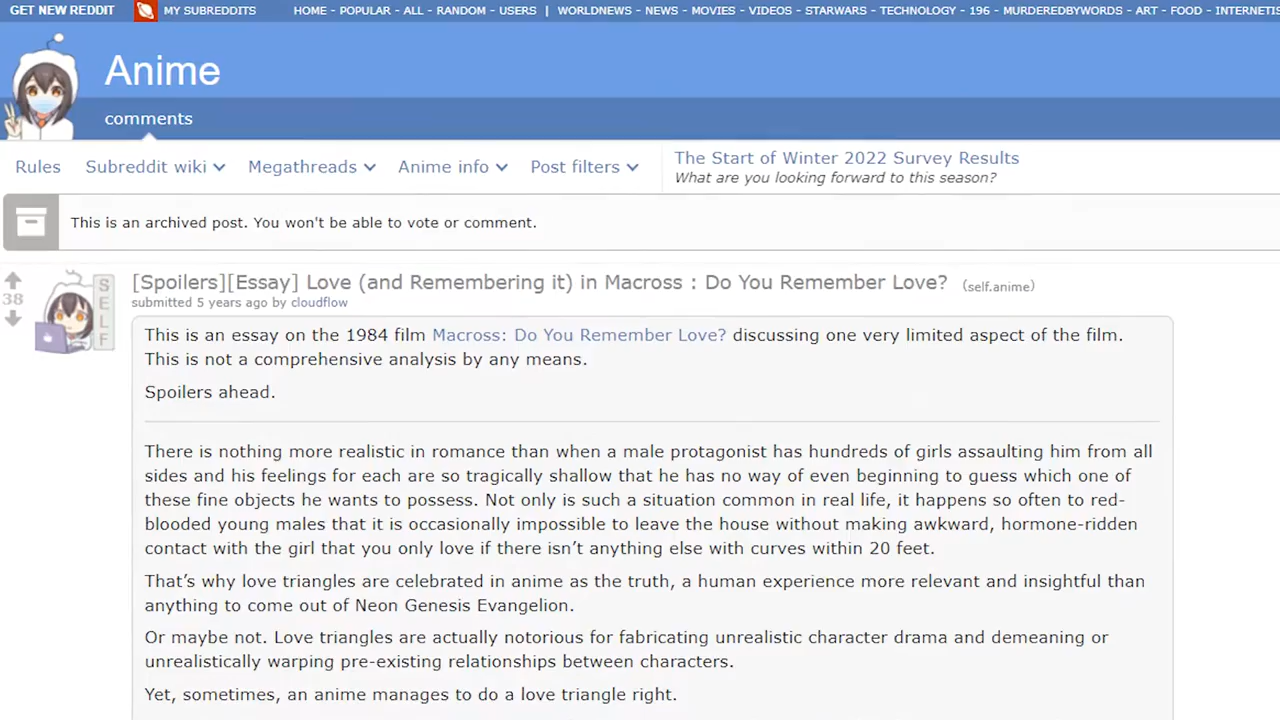 GET NEW REDDIT MY SUBREDDITS HOME - POPULAR - ALL - RANDOM - USERS | WORLDNEWS - NEWS - MOVIES - VIDEOS - STARWARS - TECHNOLOGY - 196 - MURDEREDBYWORDS - ART - FOOD - INTERNETIS
Anime
comments
Rules Subreddit wiki Megathreads Anime info Post filters
The Start of Winter 2022 Survey Results
What are you looking forward to this season?
This is an archived post. You won't be able to vote or comment.
38
SELF
[Spoilers][Essay] Love (and Remembering it) in Macross : Do You Remember Love? (self.anime)
submitted 5 years ago by cloudflow
This is an essay on the 1984 film Macross: Do You Remember Love? discussing one very limited aspect of the film.
This is not a comprehensive analysis by any means.
Spoilers ahead.
There is nothing more realistic in romance than when a male protagonist has hundreds of girls assaulting him from all
sides and his feelings for each are so tragically shallow that he has no way of even beginning to guess which one of
these fine objects he wants to possess. Not only is such a situation common in real life, it happens so often to red-
blooded young males that it is occasionally impossible to leave the house without making awkward, hormone-ridden
contact with the girl that you only love if there isn’t anything else with curves within 20 feet.
That’s why love triangles are celebrated in anime as the truth, a human experience more relevant and insightful than
anything to come out of Neon Genesis Evangelion.
Or maybe not. Love triangles are actually notorious for fabricating unrealistic character drama and demeaning or
unrealistically warping pre-existing relationships between characters.
Yet, sometimes, an anime manages to do a love triangle right.